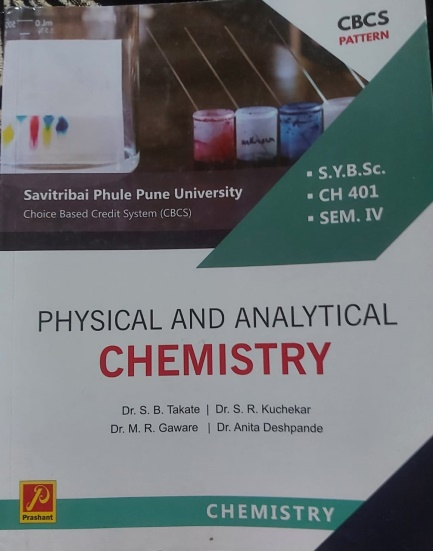 CBCS
PATTERN
▪ S.Y.B.Sc.
▪ CH 401
▪ SEM. IV
Savitribai Phule Pune University
Choice Based Credit System (CBCS)
PHYSICAL AND ANALYTICAL
CHEMISTRY
Dr. S. B. Takate | Dr. S. R. Kuchekar
Dr. M. R. Gaware | Dr. Anita Deshpande
Prashant
CHEMISTRY